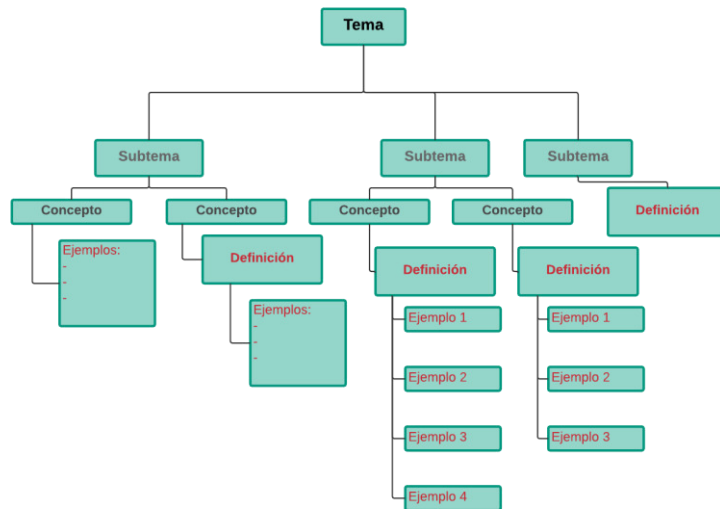 Tema
Subtema
Subtema
Subtema
Concepto
Concepto
Concepto
Concepto
Definición
Ejemplos:
-
-
-
Definición
Ejemplos:
-
-
-
Definición
Ejemplo 1
Ejemplo 2
Ejemplo 3
Ejemplo 4
Definición
Ejemplo 1
Ejemplo 2
Ejemplo 3